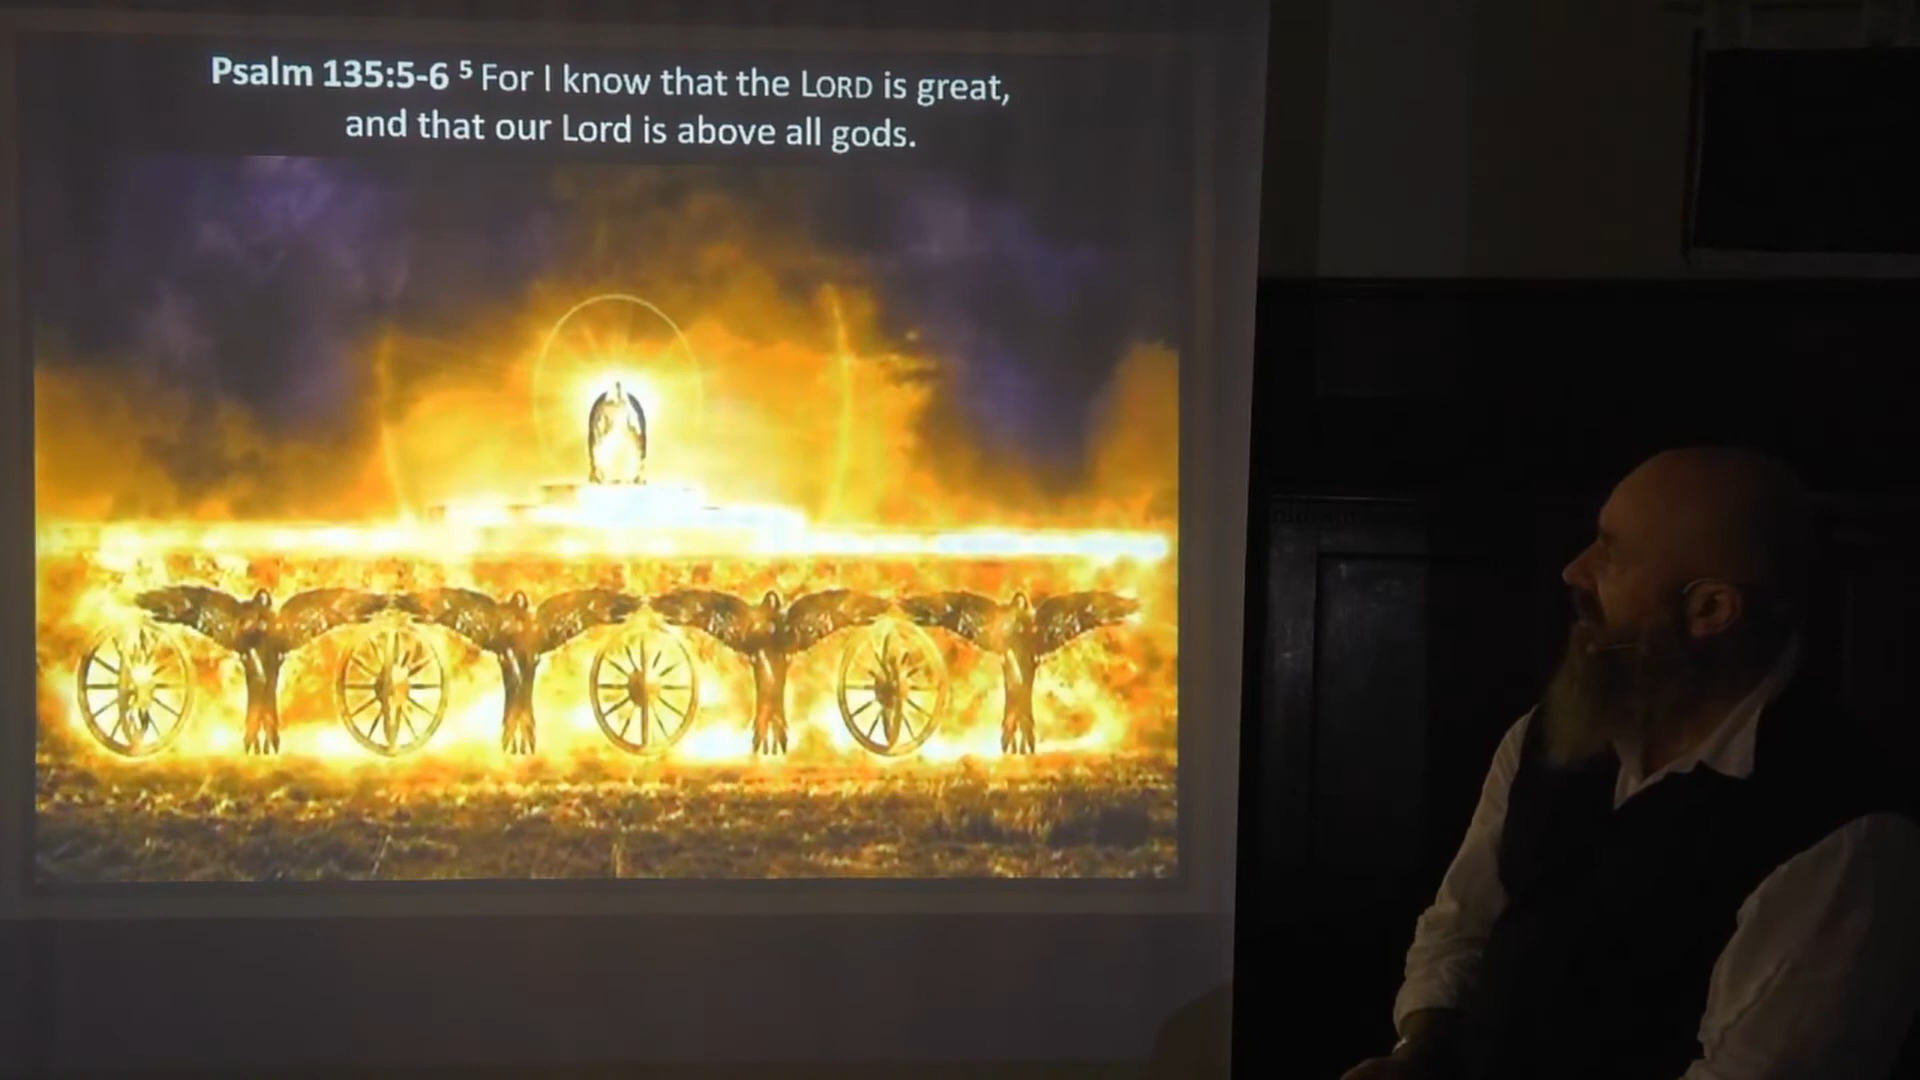 Psalm 135:5-6 ⁵ For I know that the LORD is great,
and that our Lord is above all gods.